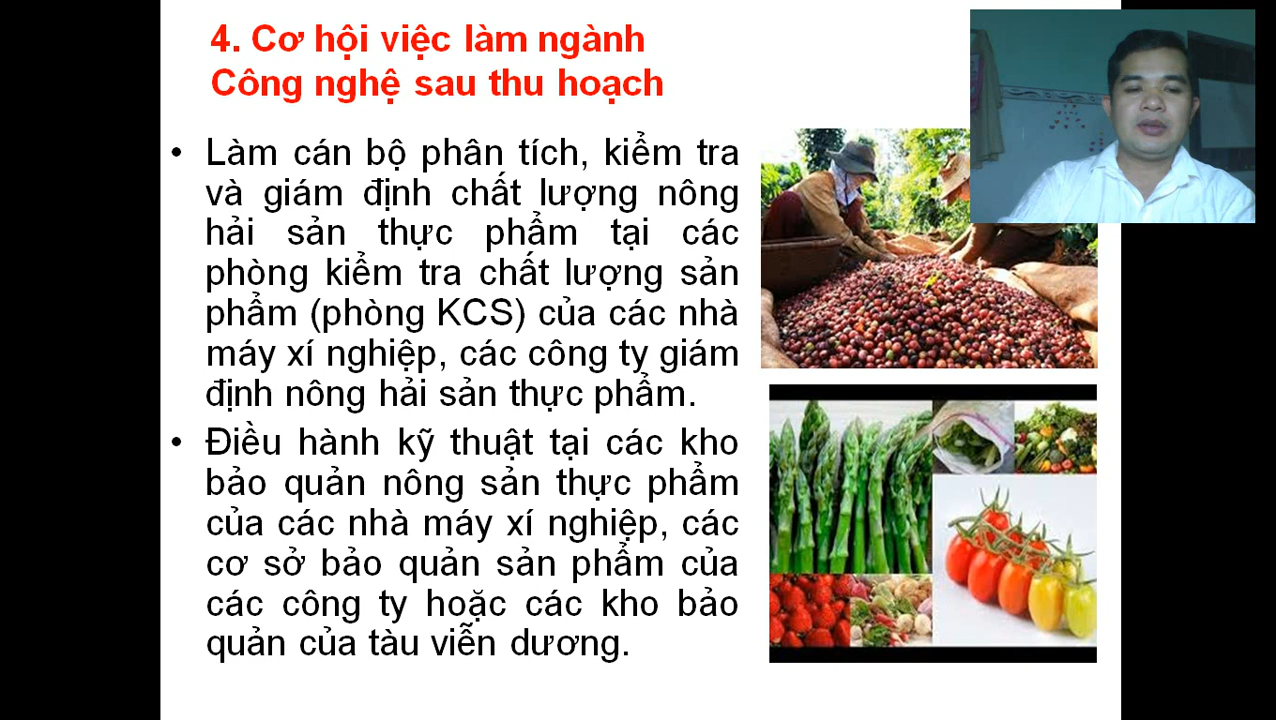 4. Cơ hội việc làm ngành
Công nghệ sau thu hoạch
• Làm cán bộ phân tích, kiểm tra
và giám định chất lượng nông
hải sản thực phẩm tại các
phòng kiểm tra chất lượng sản
phẩm (phòng KCS) của các nhà
máy xí nghiệp, các công ty giám
định nông hải sản thực phẩm.
• Điều hành kỹ thuật tại các kho
bảo quản nông sản thực phẩm
của các nhà máy xí nghiệp, các
cơ sở bảo quản sản phẩm của
các công ty hoặc các kho bảo
quản của tàu viễn dương.